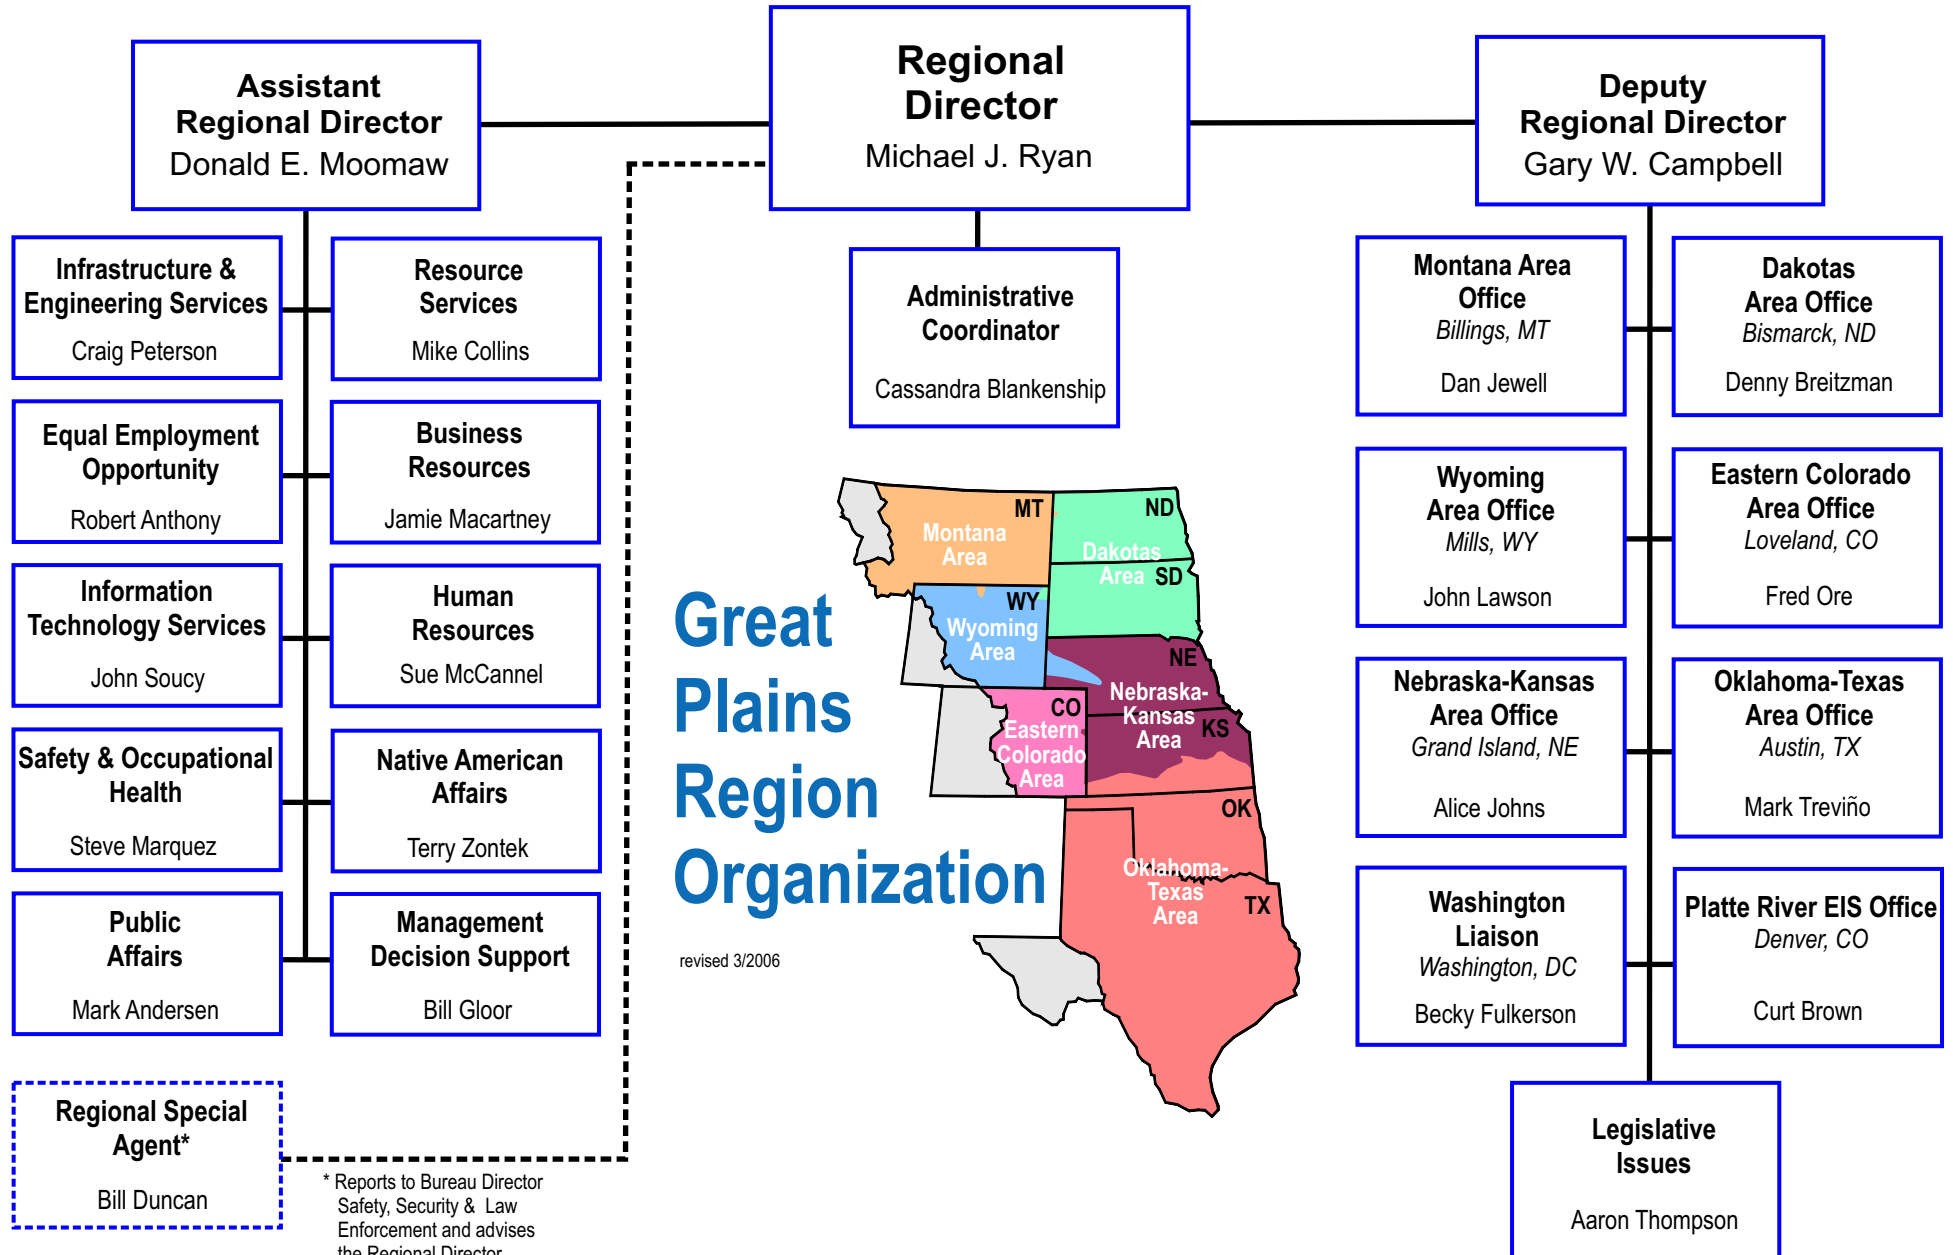 Regional
Director
Michael J. Ryan
Assistant
Regional Director
Donald E. Moomaw
Deputy
Regional Director
Gary W. Campbell
Infrastructure &
Engineering Services
Craig Peterson
Resource
Services
Mike Collins
Equal Employment
Opportunity
Robert Anthony
Business
Resources
Jamie Macartney
Information
Technology Services
John Soucy
Human
Resources
Sue McCannel
Safety & Occupational
Health
Steve Marquez
Native American
Affairs
Terry Zontek
Public
Affairs
Mark Andersen
Management
Decision Support
Bill Gloor
Regional Special
Agent*
Bill Duncan
* Reports to Bureau Director
Safety, Security & Law
Enforcement and advises
the Regional Director
Administrative
Coordinator
Cassandra Blankenship
Great
Plains
Region
Organization
revised 3/2006
MT
Montana
Area
ND
Dakotas
Area
SD
WY
Wyoming
Area
NE
Nebraska-
Kansas
Area
KS
CO
Eastern
Colorado
Area
OK
Oklahoma-
Texas
Area
TX
Montana Area
Office
Billings, MT
Dan Jewell
Dakotas
Area Office
Bismarck, ND
Denny Breitzman
Wyoming
Area Office
Mills, WY
John Lawson
Eastern Colorado
Area Office
Loveland, CO
Fred Ore
Nebraska-Kansas
Area Office
Grand Island, NE
Alice Johns
Oklahoma-Texas
Area Office
Austin, TX
Mark Treviño
Washington
Liaison
Washington, DC
Becky Fulkerson
Platte River EIS Office
Denver, CO
Curt Brown
Legislative
Issues
Aaron Thompson